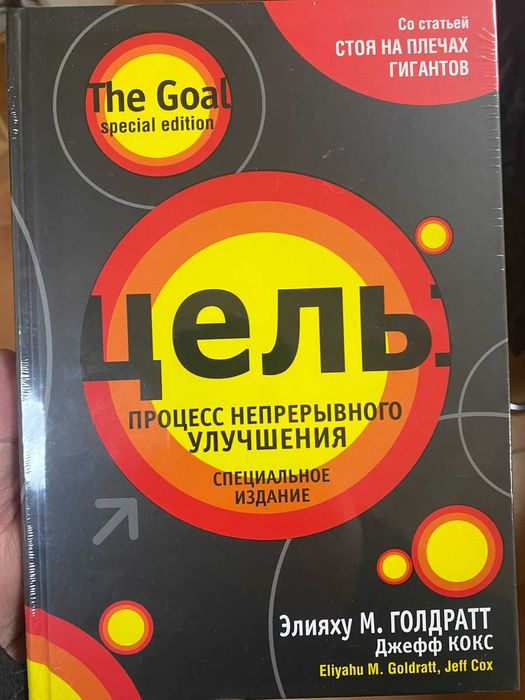 Со статьей
СТОЯ НА ПЛЕЧАХ
ГИГАНТОВ
The Goal
special edition
цель
ПРОЦЕСС НЕПРЕРЫВНОГО
УЛУЧШЕНИЯ
СПЕЦИАЛЬНОЕ
ИЗДАНИЕ
Элияху М. ГОЛДРАТТ
Джефф КОКС
Eliyahu M. Goldratt, Jeff Cox